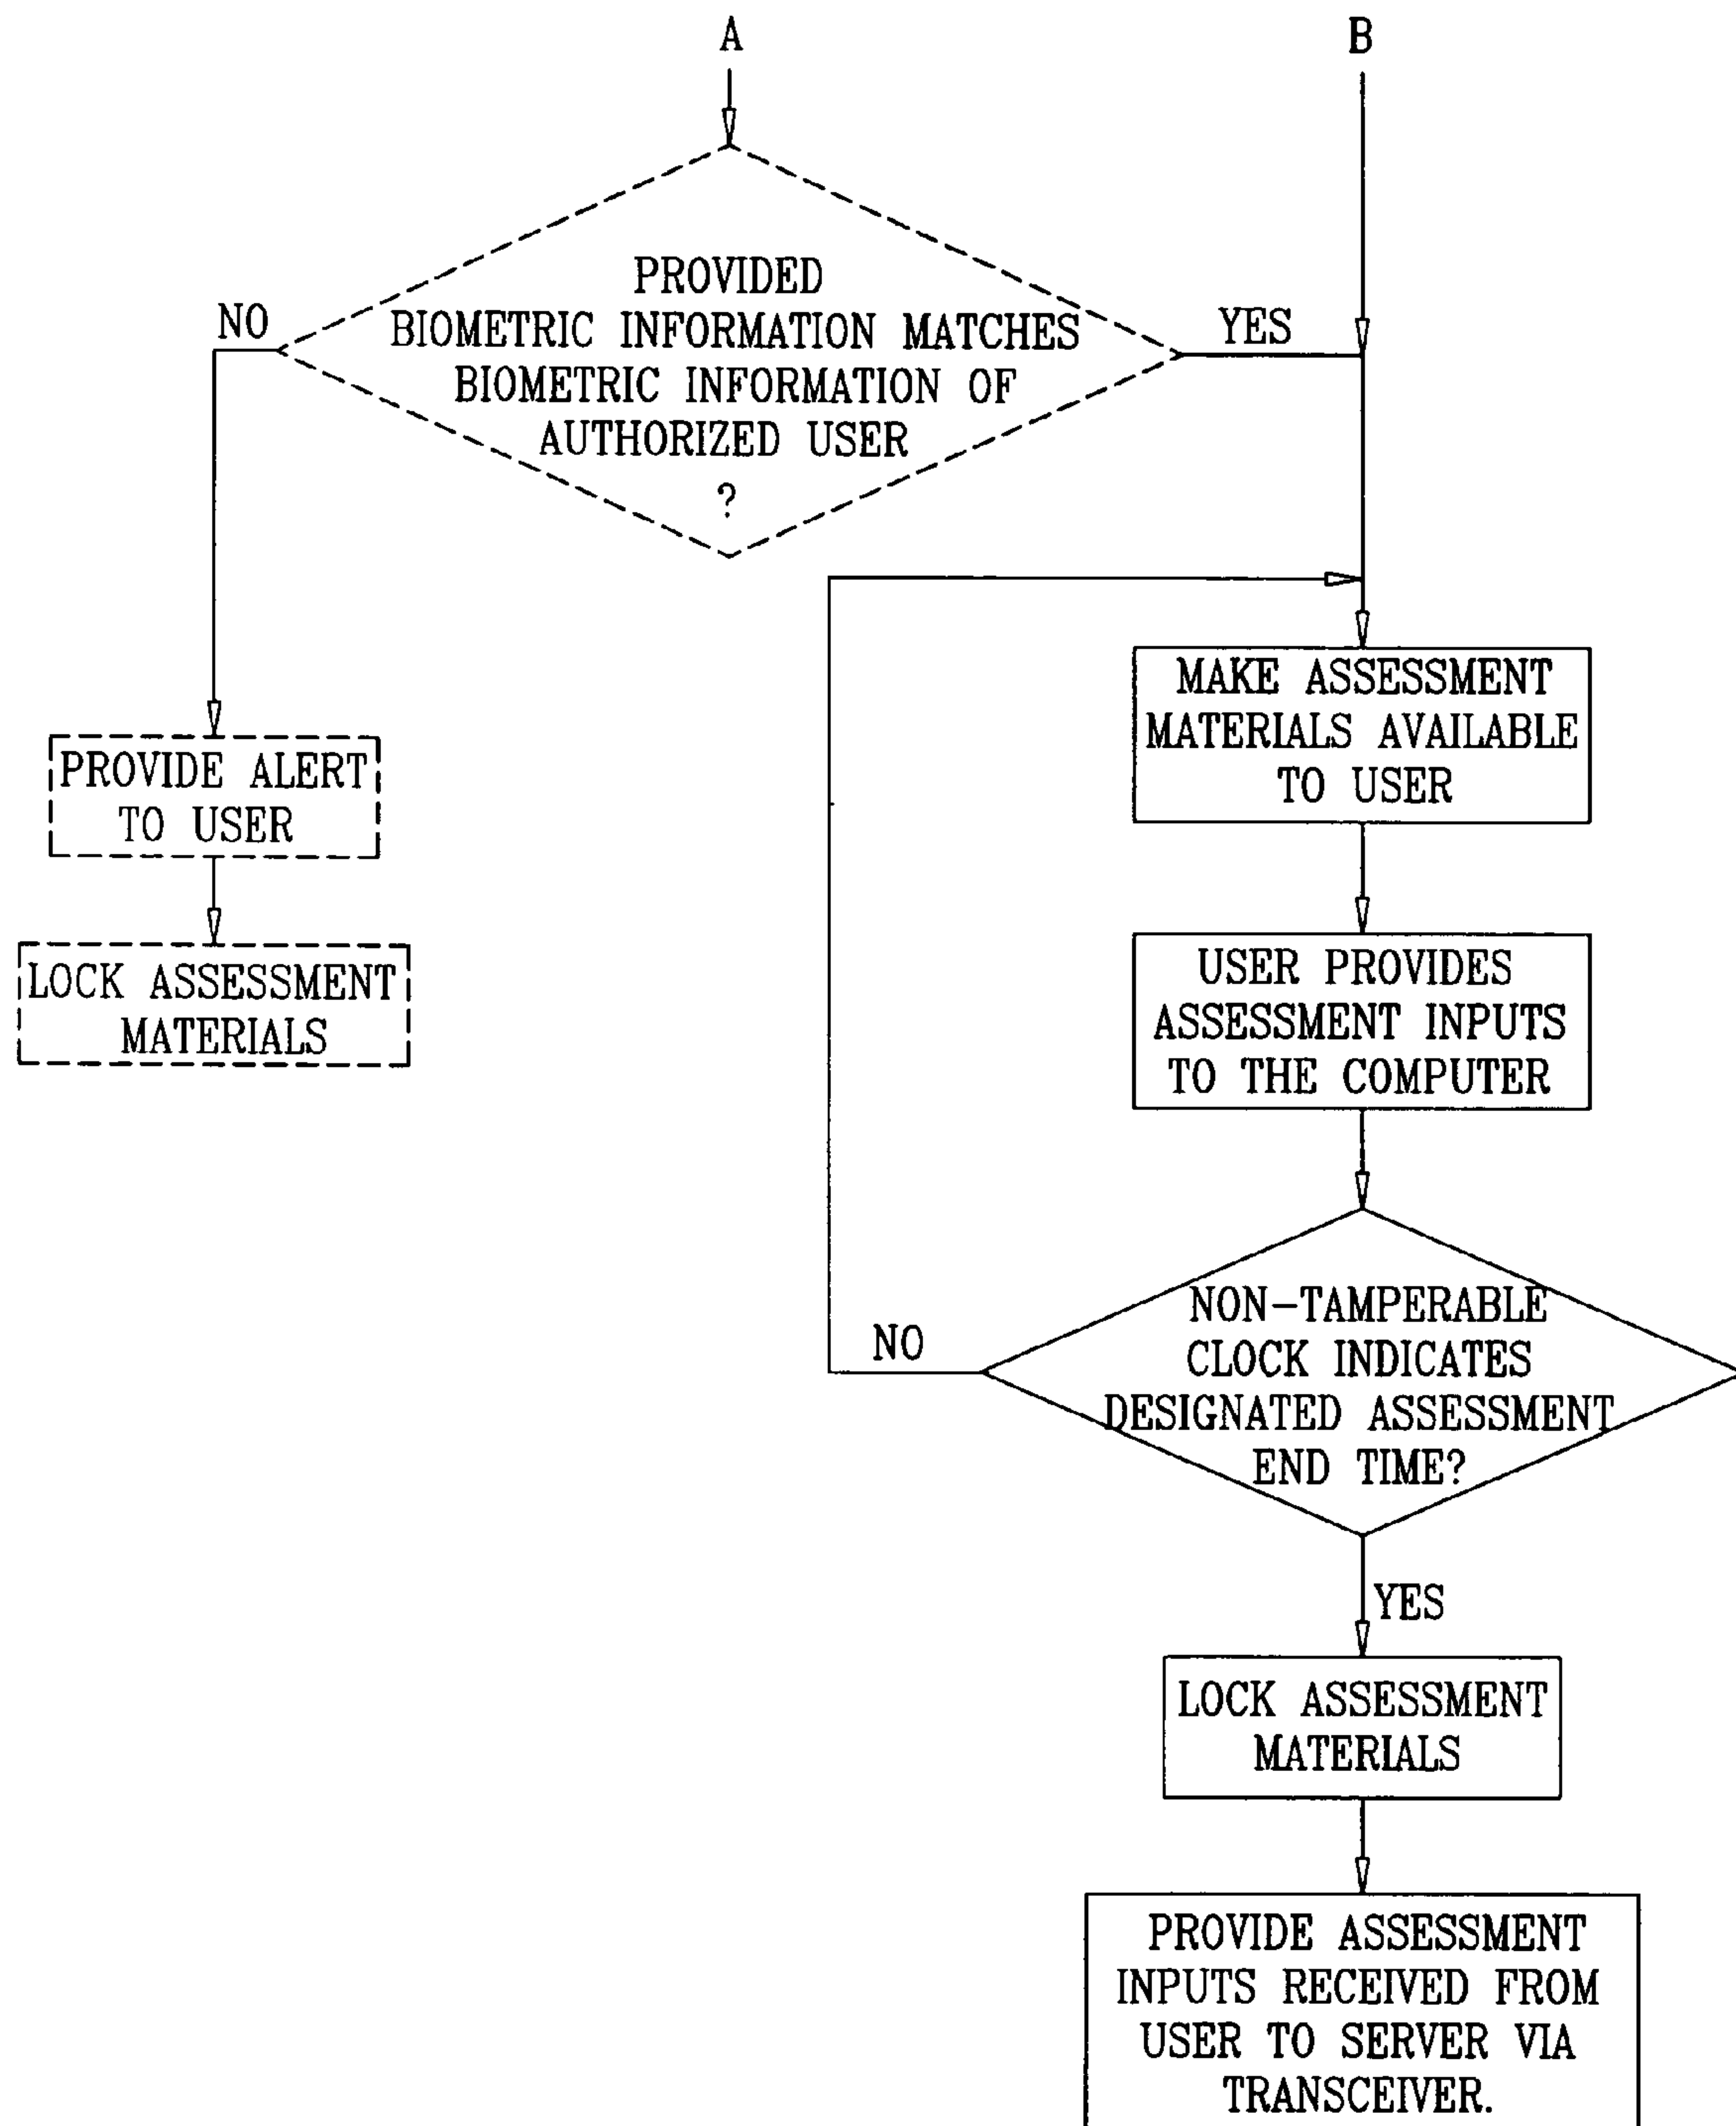 A
B
PROVIDED
BIOMETRIC INFORMATION MATCHES
BIOMETRIC INFORMATION OF
AUTHORIZED USER
?
NO
YES
PROVIDE ALERT
TO USER
LOCK ASSESSMENT
MATERIALS
MAKE ASSESSMENT
MATERIALS AVAILABLE
TO USER
USER PROVIDES
ASSESSMENT INPUTS
TO THE COMPUTER
NON-TAMPERABLE
CLOCK INDICATES
DESIGNATED ASSESSMENT
END TIME?
NO
YES
LOCK ASSESSMENT
MATERIALS
PROVIDE ASSESSMENT
INPUTS RECEIVED FROM
USER TO SERVER VIA
TRANSCEIVER.